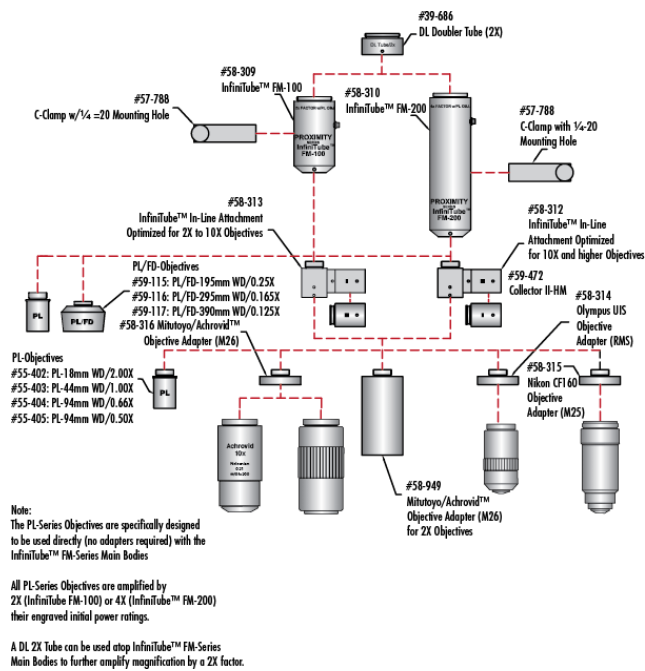 #39-686
DL Doubler Tube (2X)
DL Tube/2x
#58-309
InfiniTube™ FM-100
#58-310
InfiniTube™ FM-200
#57-788
C-Clamp w/¼ =20 Mounting Hole
PROXIMITY
InfiniTube™
FM-100
#57-788
C-Clamp with ¼-20
Mounting Hole
PROXIMITY
InfiniTube™
FM-200
#58-313
InfiniTube™ In-Line Attachment
Optimized for 2X to 10X Objectives
#58-312
InfiniTube™ In-Line
Attachment Optimized
for 10X and higher Objectives
#59-472
Collector II-HM
PL
PL/FD
PL/FD-Objectives
#59-115: PL/FD-195mm WD/0.25X
#59-116: PL/FD-295mm WD/0.165X
#59-117: PL/FD-390mm WD/0.125X
#58-316 Mitutoyo/Achrovid™
Objective Adapter (M26)
#58-314
Olympus UIS
Objective
Adapter (RMS)
#58-315
Nikon CF160
Objective
Adapter (M25)
PL-Objectives
#55-402: PL-18mm WD/2.00X
#55-403: PL-44mm WD/1.00X
#55-404: PL-94mm WD/0.66X
#55-405: PL-94mm WD/0.50X
PL
Achrovid
10x
#58-949
Mitutoyo/Achrovid™
Objective Adapter (M26)
for 2X Objectives
Note:
The PL-Series Objectives are specifically designed
to be used directly (no adapters required) with the
InfiniTube™ FM-Series Main Bodies
All PL-Series Objectives are amplified by
2X (InfiniTube FM-100) or 4X (InfiniTube™ FM-200)
their engraved initial power ratings.
A DL 2X Tube can be used atop InfiniTube™ FM-Series
Main Bodies to further amplify magnification by a 2X factor.